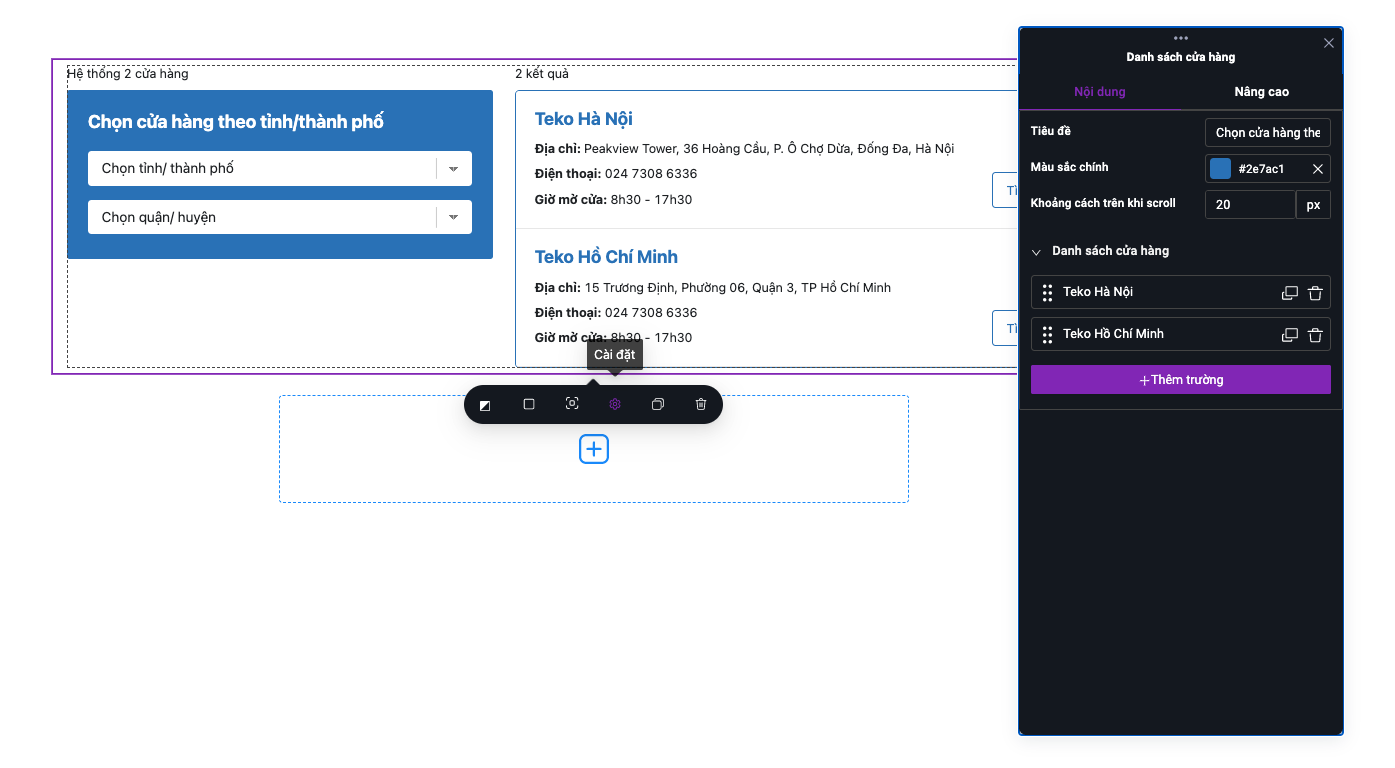 Hệ thống 2 cửa hàng
Chọn cửa hàng theo tỉnh/thành phố
Chọn tỉnh/ thành phố
Chọn quận/ huyện
2 kết quả
Teko Hà Nội
Địa chỉ: Peakview Tower, 36 Hoàng Cầu, P. Ô Chợ Dừa, Đống Đa, Hà Nội
Điện thoại: 024 7308 6336
Giờ mở cửa: 8h30 - 17h30
Teko Hồ Chí Minh
Địa chỉ: 15 Trương Định, Phường 06, Quận 3, TP Hồ Chí Minh
Điện thoại: 024 7308 6336
Giờ mở cửa: 8h30 - 17h30
Cài đặt
Danh sách cửa hàng
Nội dung
Nâng cao
Tiêu đề
Chọn cửa hàng the
Màu sắc chính
#2e7ac1
Khoảng cách trên khi scroll
20
px
Danh sách cửa hàng
Teko Hà Nội
Teko Hồ Chí Minh
Thêm trường